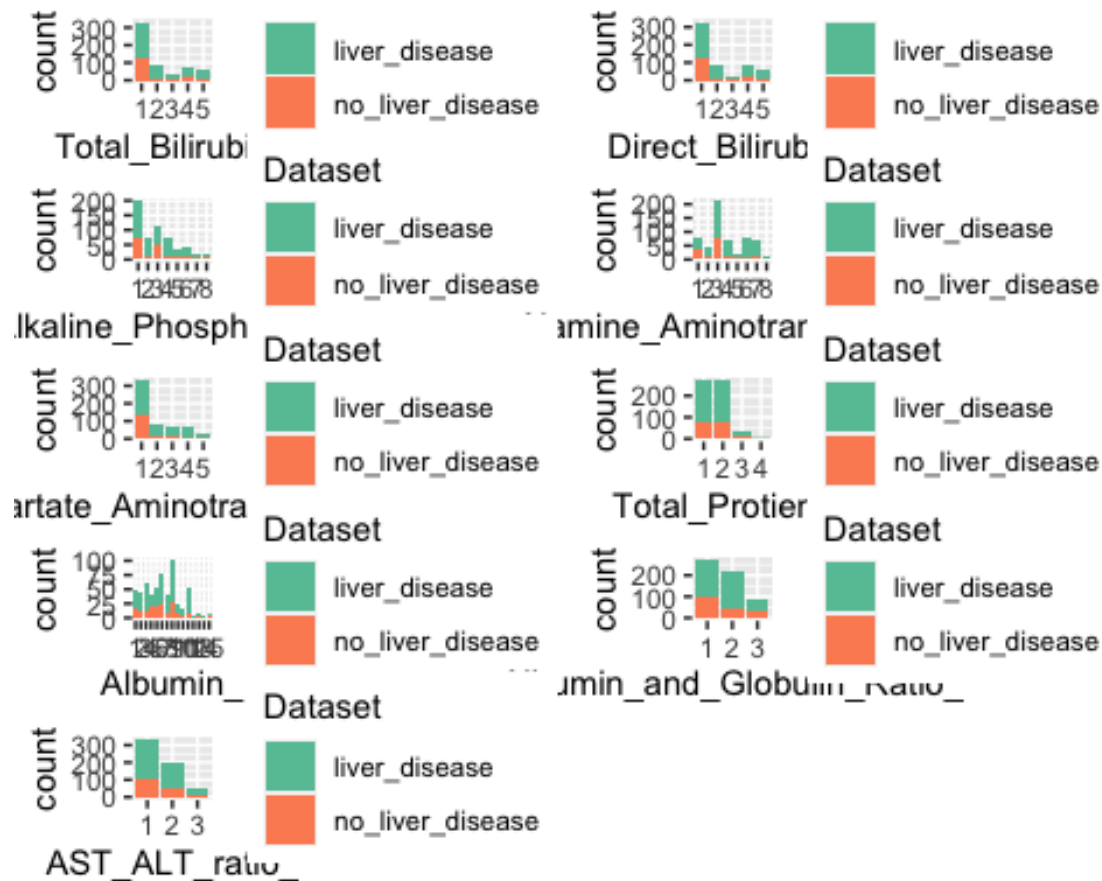 count
300
200
100
0
1 2 3 4 5
Total_Bilirubi
liver_disease
no_liver_disease
count
300
200
100
0
1 2 3 4 5
Direct_Bilirub
liver_disease
no_liver_disease
count
200
150
100
50
0
1 2 3 4 5 6 7 8
lkaline_Phosph
Dataset
liver_disease
no_liver_disease
count
200
150
100
50
0
1 2 3 4 5 6 7 8
amine_Aminotrar
Dataset
liver_disease
no_liver_disease
count
300
200
100
0
1 2 3 4 5
artate_Aminotra
Dataset
liver_disease
no_liver_disease
count
200
100
0
1 2 3 4
Total_Protier
Dataset
liver_disease
no_liver_disease
count
100
75
50
25
0
Albumin_
Dataset
liver_disease
no_liver_disease
count
200
100
0
1 2 3
umin_and_Globulin_Ratio_
Dataset
liver_disease
no_liver_disease
count
300
200
100
0
1 2 3
AST_ALT_ratio_
Dataset
liver_disease
no_liver_disease